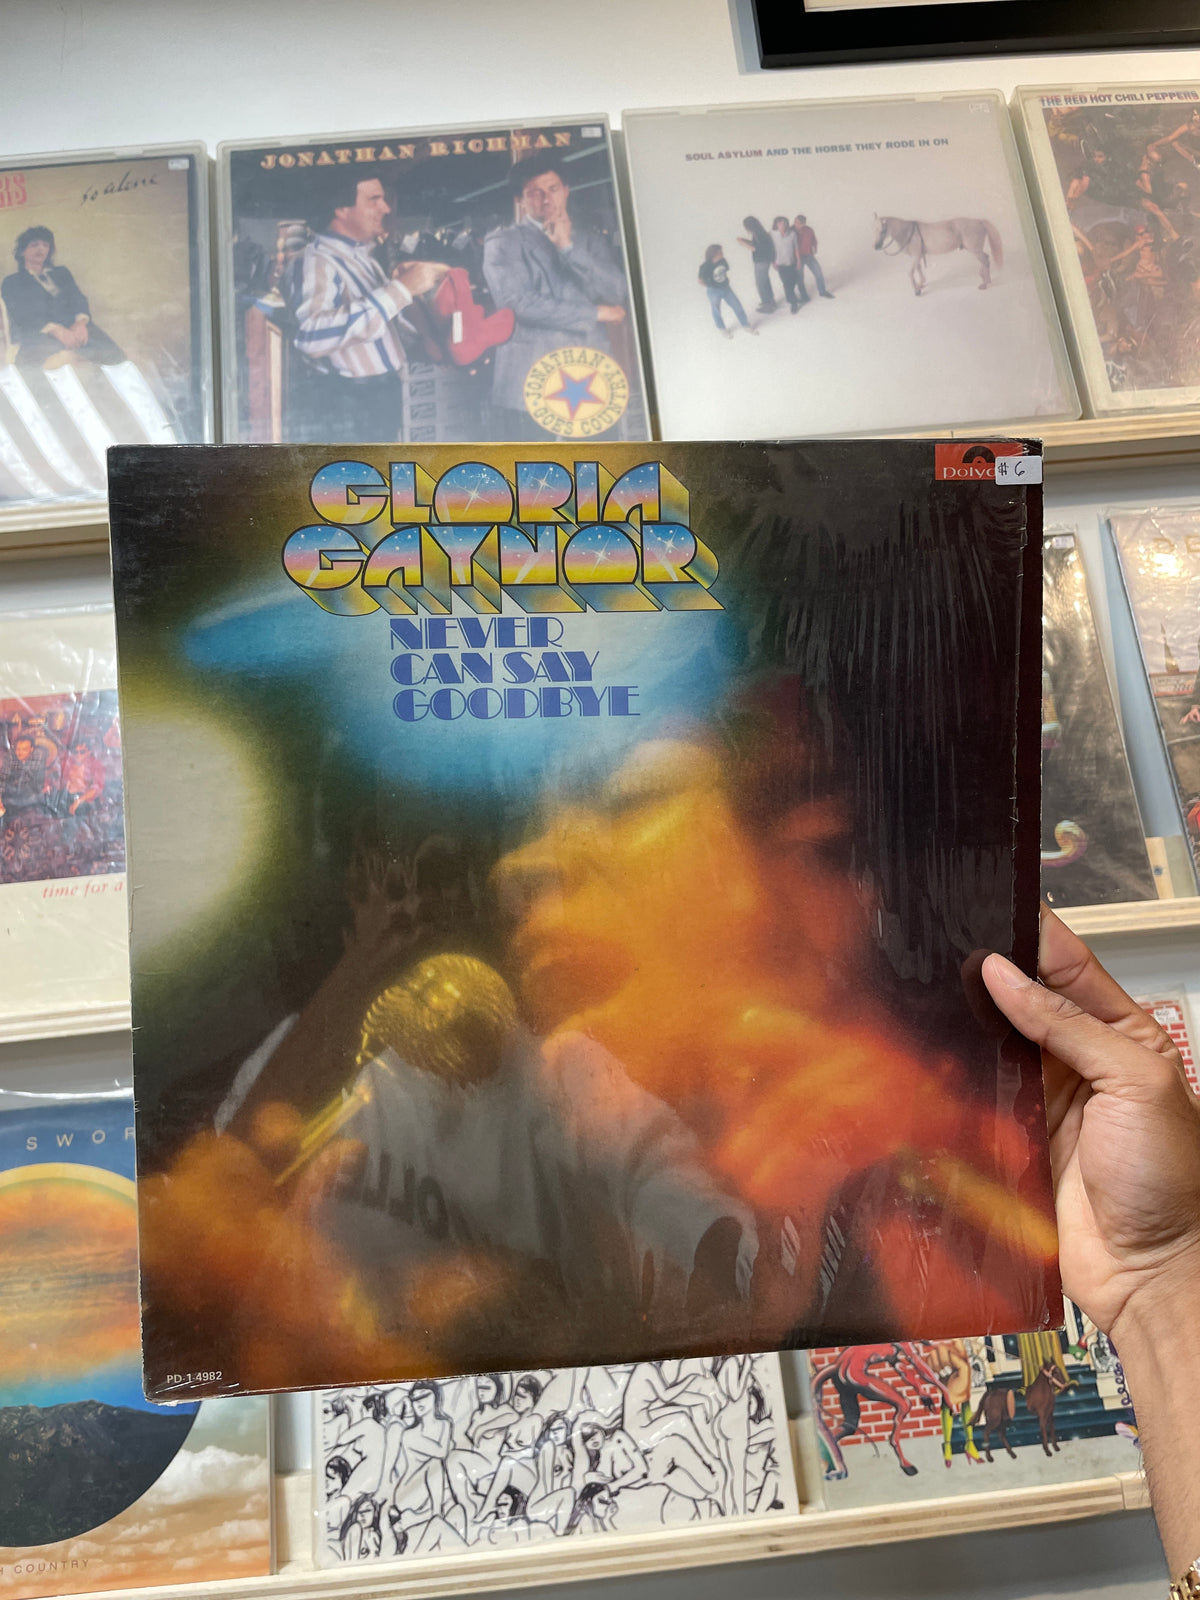 so alone
JONATHAN RICHMAN
JONATHAN GOES COUNTRY
SOUL ASYLUM AND THE HORSE THEY RODE IN ON
THE RED HOT CHILI PEPPERS
GLORIA
GAYNOR
NEVER
CAN SAY
GOODBYE
$6
time for a
PD-1-4982
COUNTRY